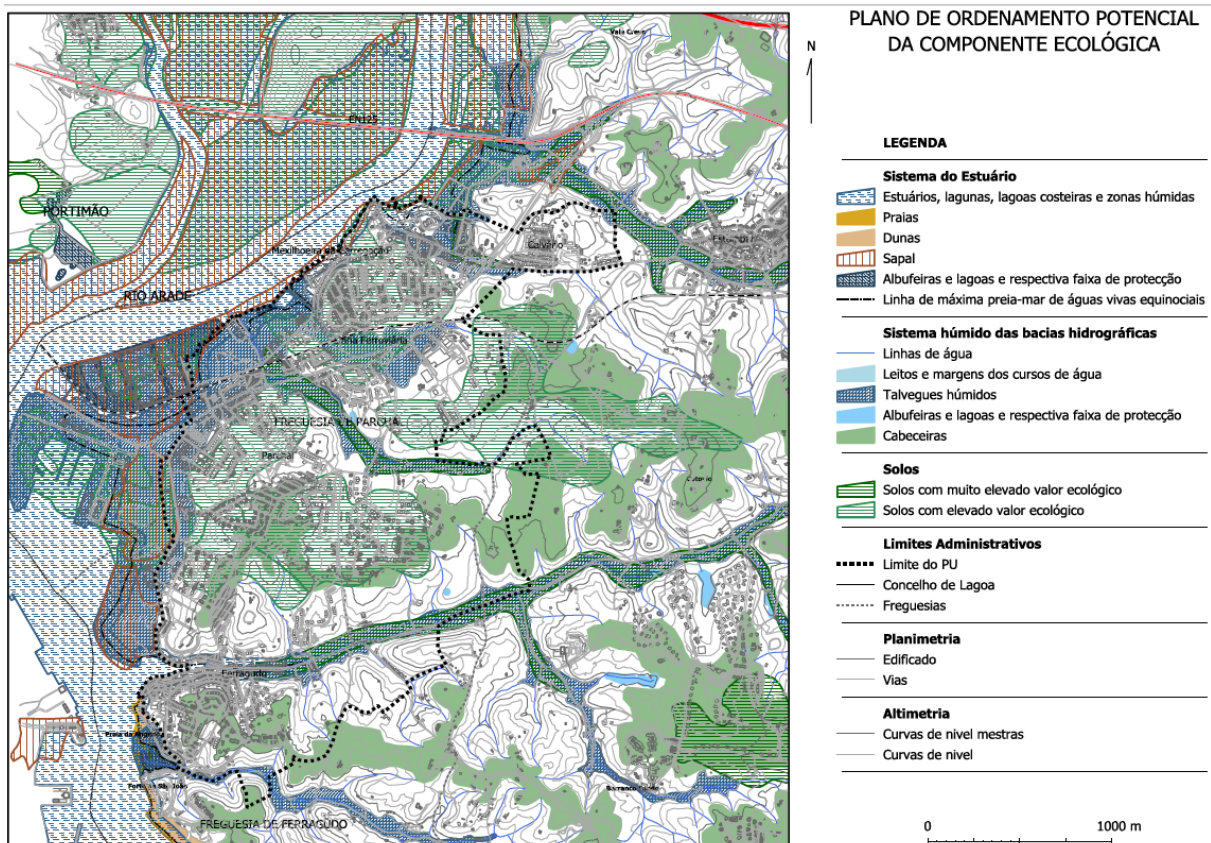 PLANO DE ORDENAMENTO POTENCIAL
DA COMPONENTE ECOLÓGICA
N
LEGENDA
Sistema do Estuário
Estuários, lagunas, lagoas costeiras e zonas húmidas
Praias
Dunas
Sapal
Albufeiras e lagoas e respectiva faixa de protecção
Linha de máxima preia-mar de águas vivas equinociais
Sistema húmido das bacias hidrográficas
Linhas de água
Leitos e margens dos cursos de água
Talvegues húmidos
Albufeiras e lagoas e respectiva faixa de protecção
Cabeceiras
Solos
Solos com muito elevado valor ecológico
Solos com elevado valor ecológico
Limites Administrativos
Limite do PU
Concelho de Lagoa
Freguesias
Planimetria
Edificado
Vias
Altimetria
Curvas de nivel mestras
Curvas de nivel
0 1000 m
EN125
PORTIMÃO
Calvário
Mexilhoeira da Carregação
RIO ARADE
Parchal
Ferragudo
FREGUESIA DE FERRAGUDO